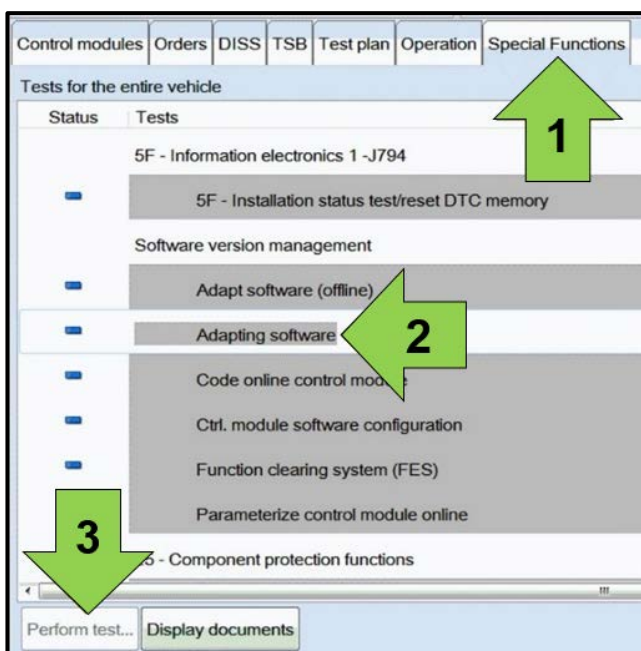 Control modules Orders DISS TSB Test plan Operation Special Functions
Tests for the entire vehicle
Status Tests
5F - Information electronics 1 -J794
5F - Installation status test/reset DTC memory
Software version management
Adapt software (offline)
Adapting software
Code online control module
Ctrl. module software configuration
Function clearing system (FES)
Parameterize control module online
5 - Component protection functions
Perform test... Display documents
1
2
3